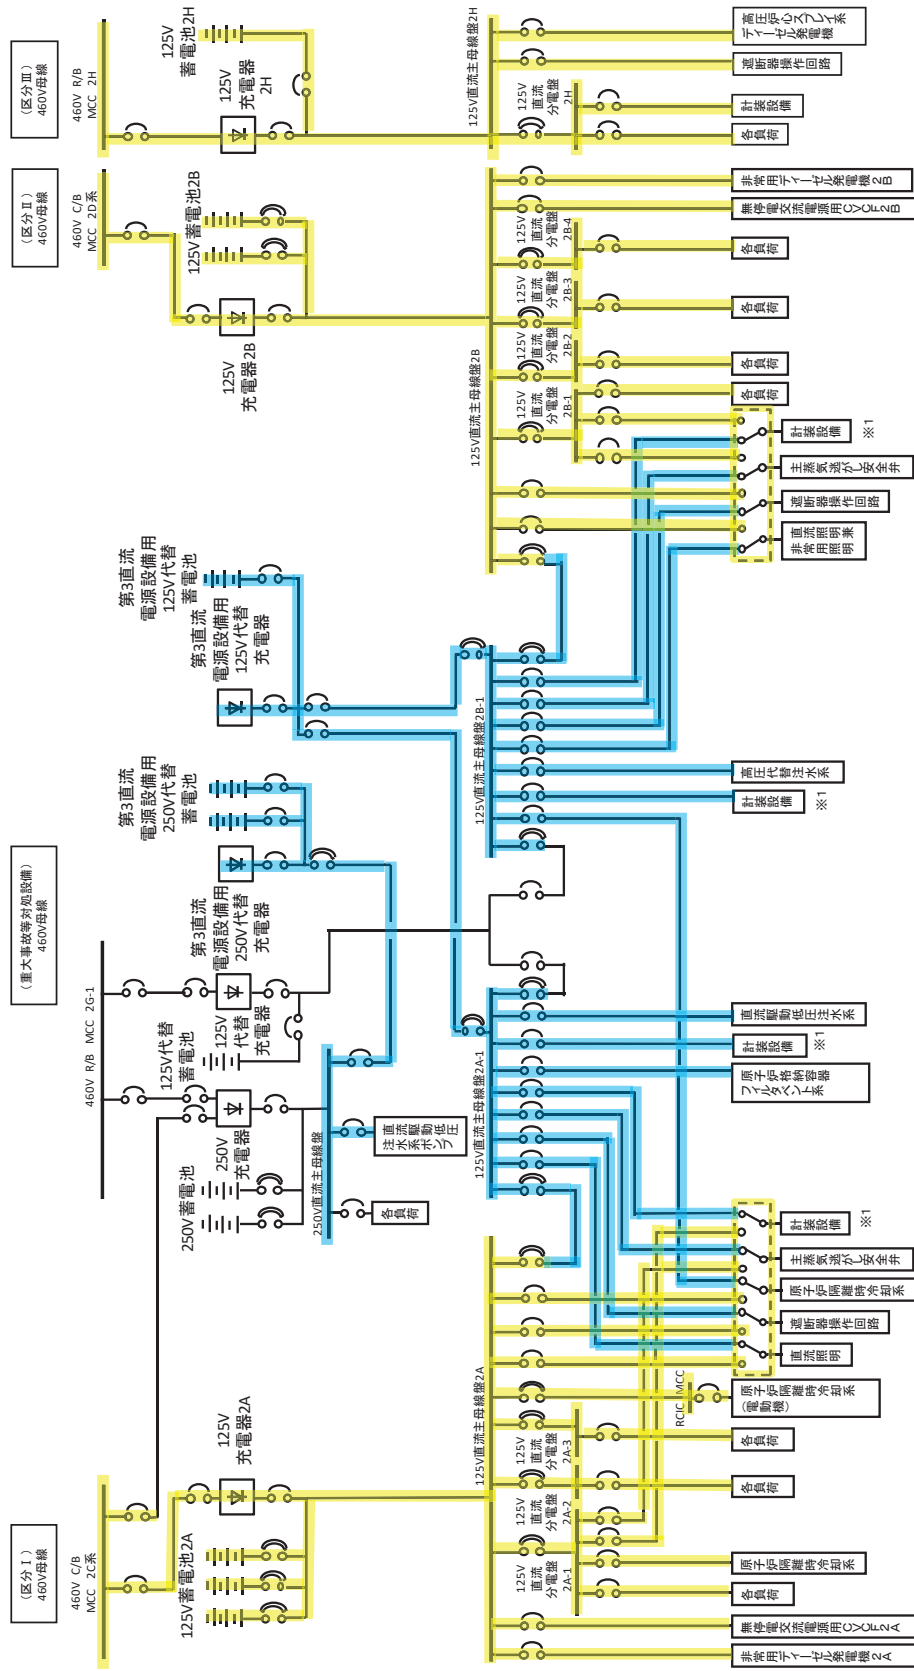 （区分Ⅲ）
460V母線
460V R/B
MCC 2H
125V
蓄電池2H
125V
充電器
2H
125V直流主母線盤2H
125V
直流
分電盤
2H
高圧炉心スプレイ系
ディーゼル発電機
遮断器操作回路
計装設備
各負荷
（区分Ⅱ）
460V母線
460V C/B
MCC 2D系
125V蓄電池2B
125V
充電器2B
125V直流主母線盤2B
125V
直流
分電盤
2B-4
125V
直流
分電盤
2B-3
125V
直流
分電盤
2B-2
125V
直流
分電盤
2B-1
非常用ディーゼル発電機2B
無停電交流電源用CVCF2B
各負荷
各負荷
各負荷
各負荷
計装設備
※1
主蒸気逃がし安全弁
遮断器操作回路
直流照明兼
非常用照明
第3直流
電源設備用
125V代替
蓄電池
第3直流
電源設備用
125V代替
充電器
125V直流主母線盤2B-1
高圧代替注水系
計装設備
※1
第3直流
電源設備用
250V代替
蓄電池
第3直流
電源設備用
250V代替
充電器
（重大事故等対処設備）
460V母線
460V R/B MCC 2G-1
125V代替
蓄電池
125V
代替
充電器
250V
充電器
250V蓄電池
250V直流主母線盤
直流駆動低圧
注水系ポンプ
各負荷
125V直流主母線盤2A-1
直流駆動低圧注水系
計装設備
※1
原子炉格納容器
フィルタベント系
計装設備
※1
主蒸気逃がし安全弁
原子炉隔離時冷却系
遮断器操作回路
直流照明
（区分Ⅰ）
460V母線
460V C/B
MCC 2C系
125V蓄電池2A
125V
充電器2A
125V直流主母線盤2A
RCIC MCC
原子炉隔離時冷却系
（電動機）
125V
直流
分電盤
2A-3
125V
直流
分電盤
2A-2
125V
直流
分電盤
2A-1
各負荷
各負荷
原子炉隔離時冷却系
各負荷
無停電交流電源用CVCF2A
非常用ディーゼル発電機2A